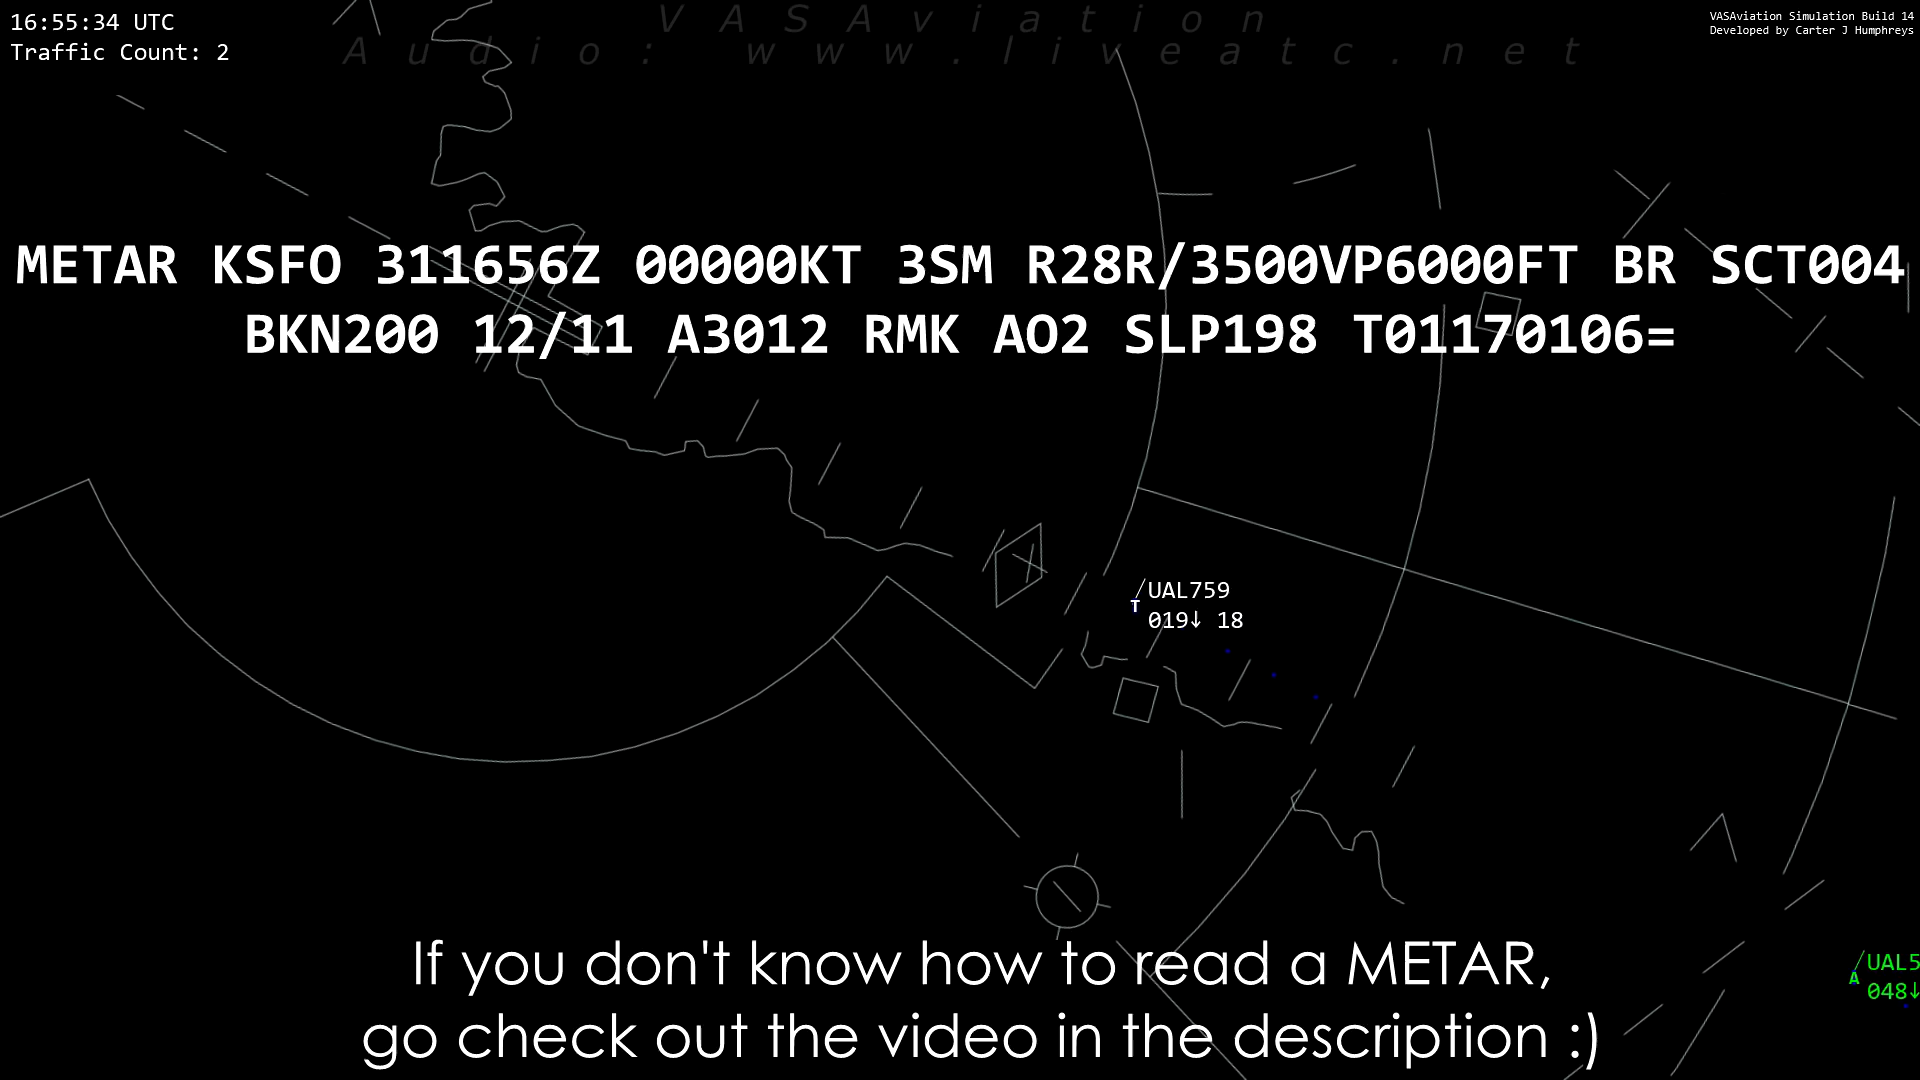 16:55:34 UTC
Traffic Count: 2
VASAviation
Audio: www.liveatc.net
VASAviation Simulation Build 14
Developed by Carter J Humphreys
METAR KSFO 311656Z 00000KT 3SM R28R/3500VP6000FT BR SCT004
BKN200 12/11 A3012 RMK AO2 SLP198 T01170106=
UAL759
T
019↓ 18
UAL5
A
048↓
If you don't know how to read a METAR,
go check out the video in the description :)